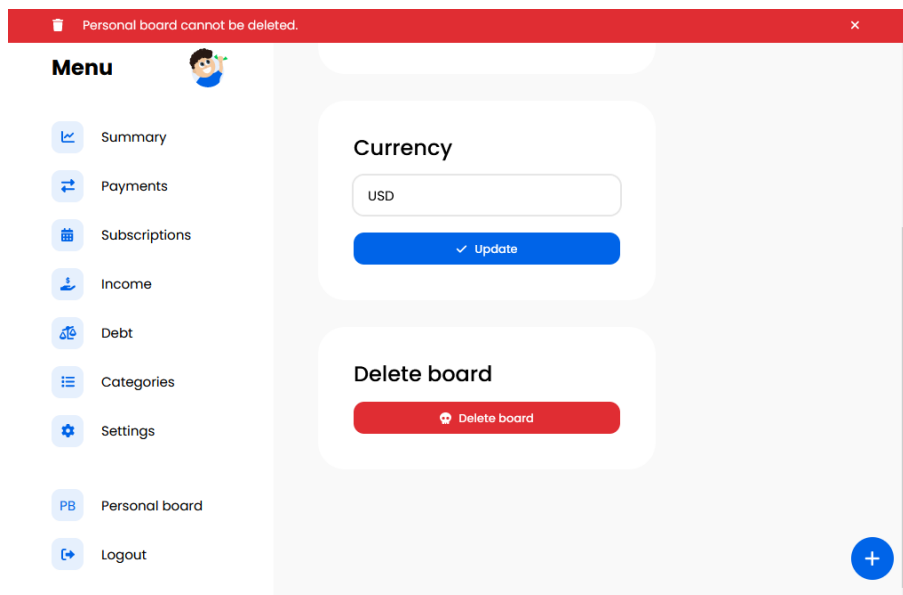 Personal board cannot be deleted.
Menu
Summary
Payments
Subscriptions
Income
Debt
Categories
Settings
PB Personal board
Logout
Currency
USD
Update
Delete board
Delete board